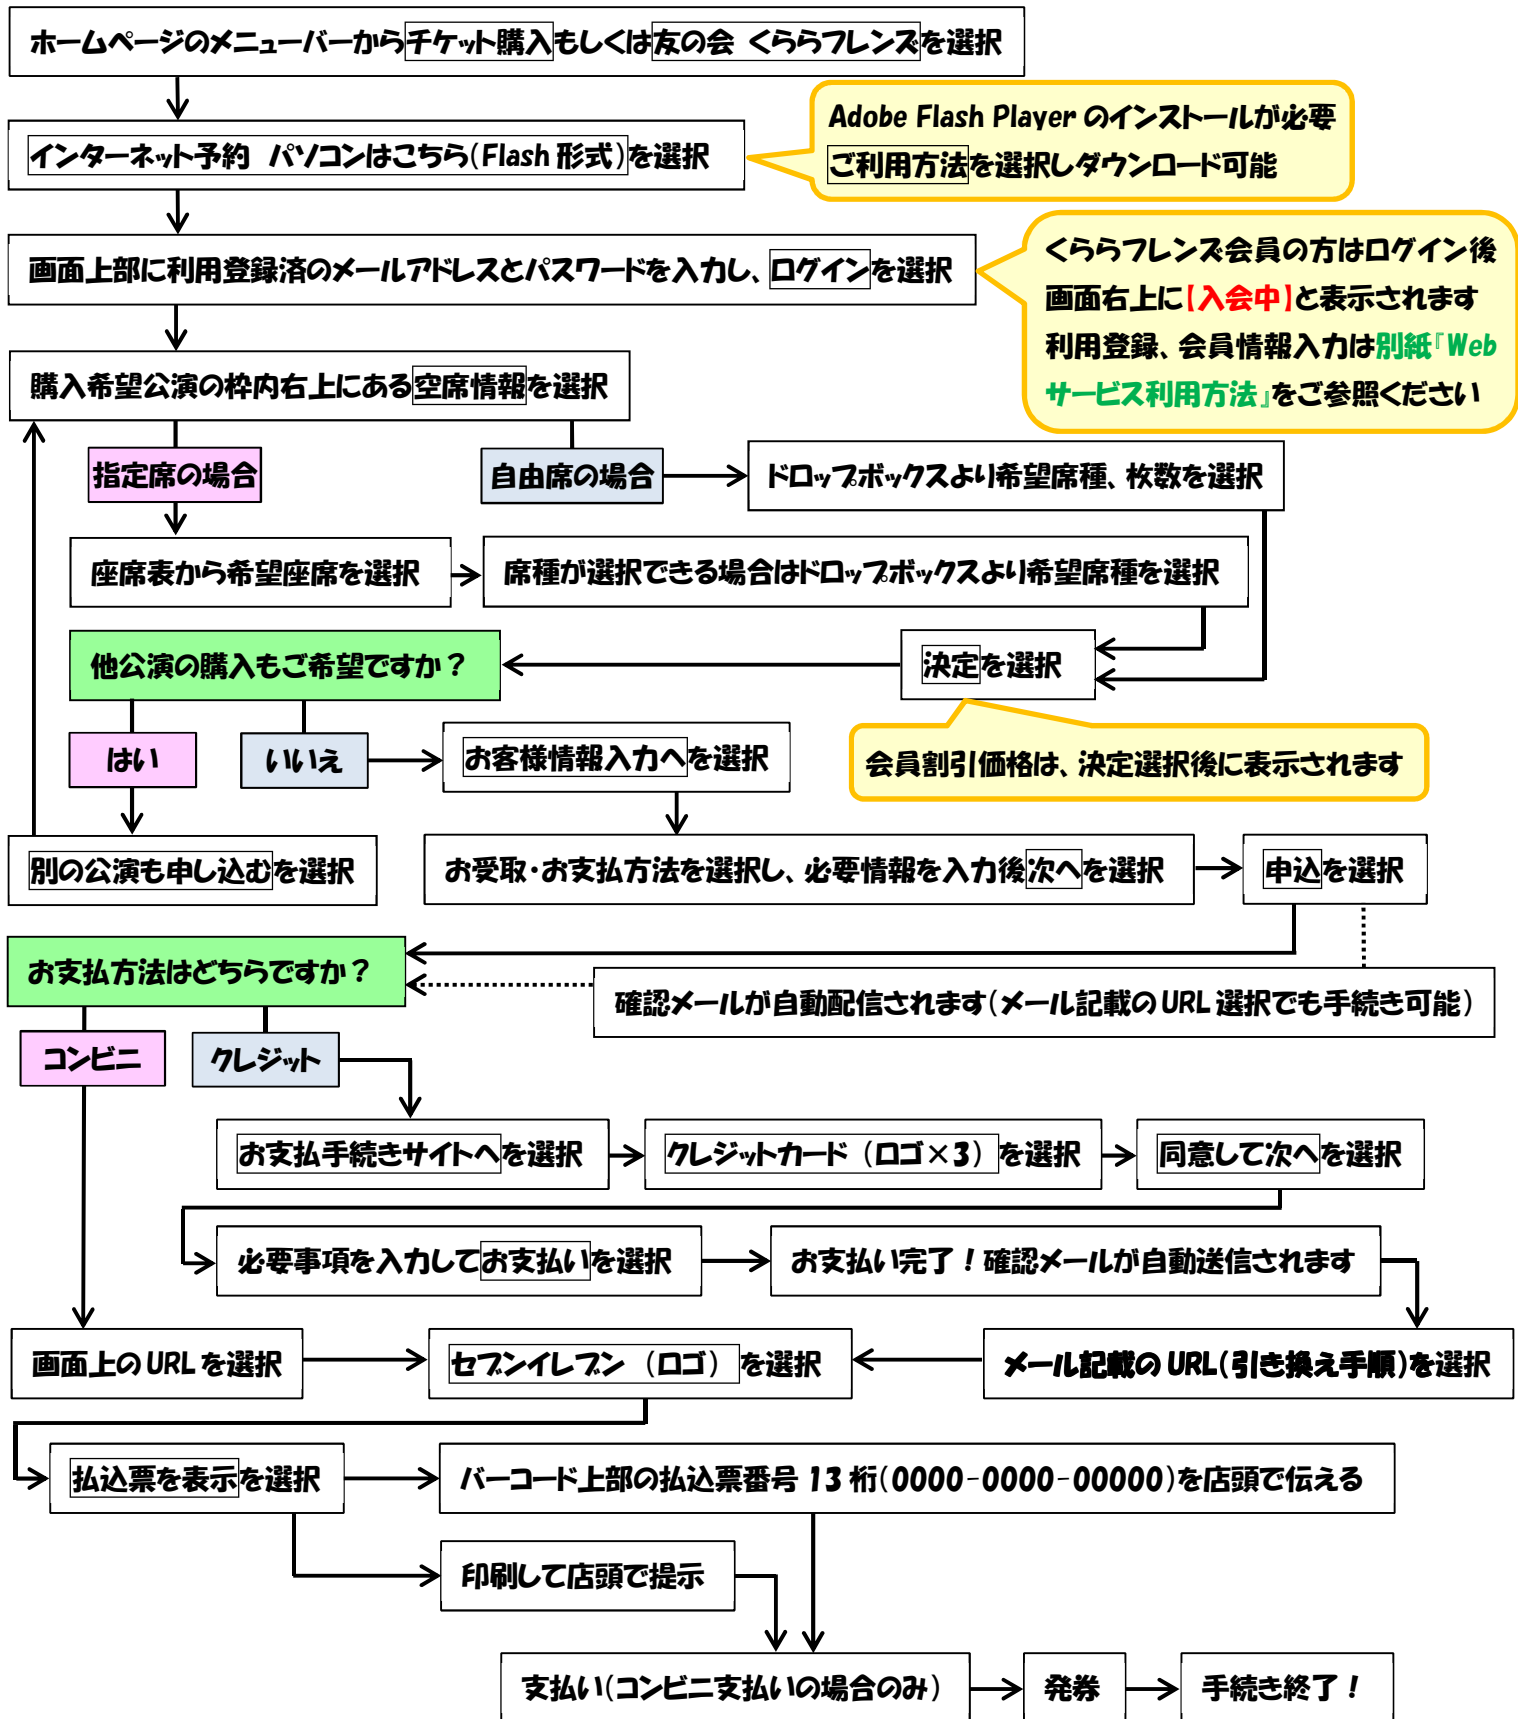 ホームページのメニューバーからチケット購入もしくは友の会 くららフレンズを選択
インターネット予約 パソコンはこちら(Flash 形式)を選択
Adobe Flash Player のインストールが必要
ご利用方法を選択しダウンロード可能
画面上部に利用登録済のメールアドレスとパスワードを入力し、ログインを選択
くららフレンズ会員の方はログイン後
画面右上に【入会中】と表示されます
利用登録、会員情報入力は別紙『Web
サービス利用方法』をご参照ください
購入希望公演の枠内右上にある空席情報を選択
指定席の場合
自由席の場合
ドロップボックスより希望席種、枚数を選択
座席表から希望座席を選択
席種が選択できる場合はドロップボックスより希望席種を選択
他公演の購入もご希望ですか？
決定を選択
はい
いいえ
お客様情報入力へを選択
会員割引価格は、決定選択後に表示されます
別の公演も申し込むを選択
お受取・お支払方法を選択し、必要情報を入力後次へを選択
申込を選択
お支払方法はどちらですか？
確認メールが自動配信されます(メール記載の URL 選択でも手続き可能)
コンビニ
クレジット
お支払手続きサイトへを選択
クレジットカード（ロゴ×3）を選択
同意して次へを選択
必要事項を入力してお支払いを選択
お支払い完了！確認メールが自動送信されます
画面上の URL を選択
セブンイレブン（ロゴ）を選択
メール記載の URL(引き換え手順)を選択
払込票を表示を選択
バーコード上部の払込票番号 13 桁(0000-0000-00000)を店頭で伝える
印刷して店頭で提示
支払い(コンビニ支払いの場合のみ)
発券
手続き終了！